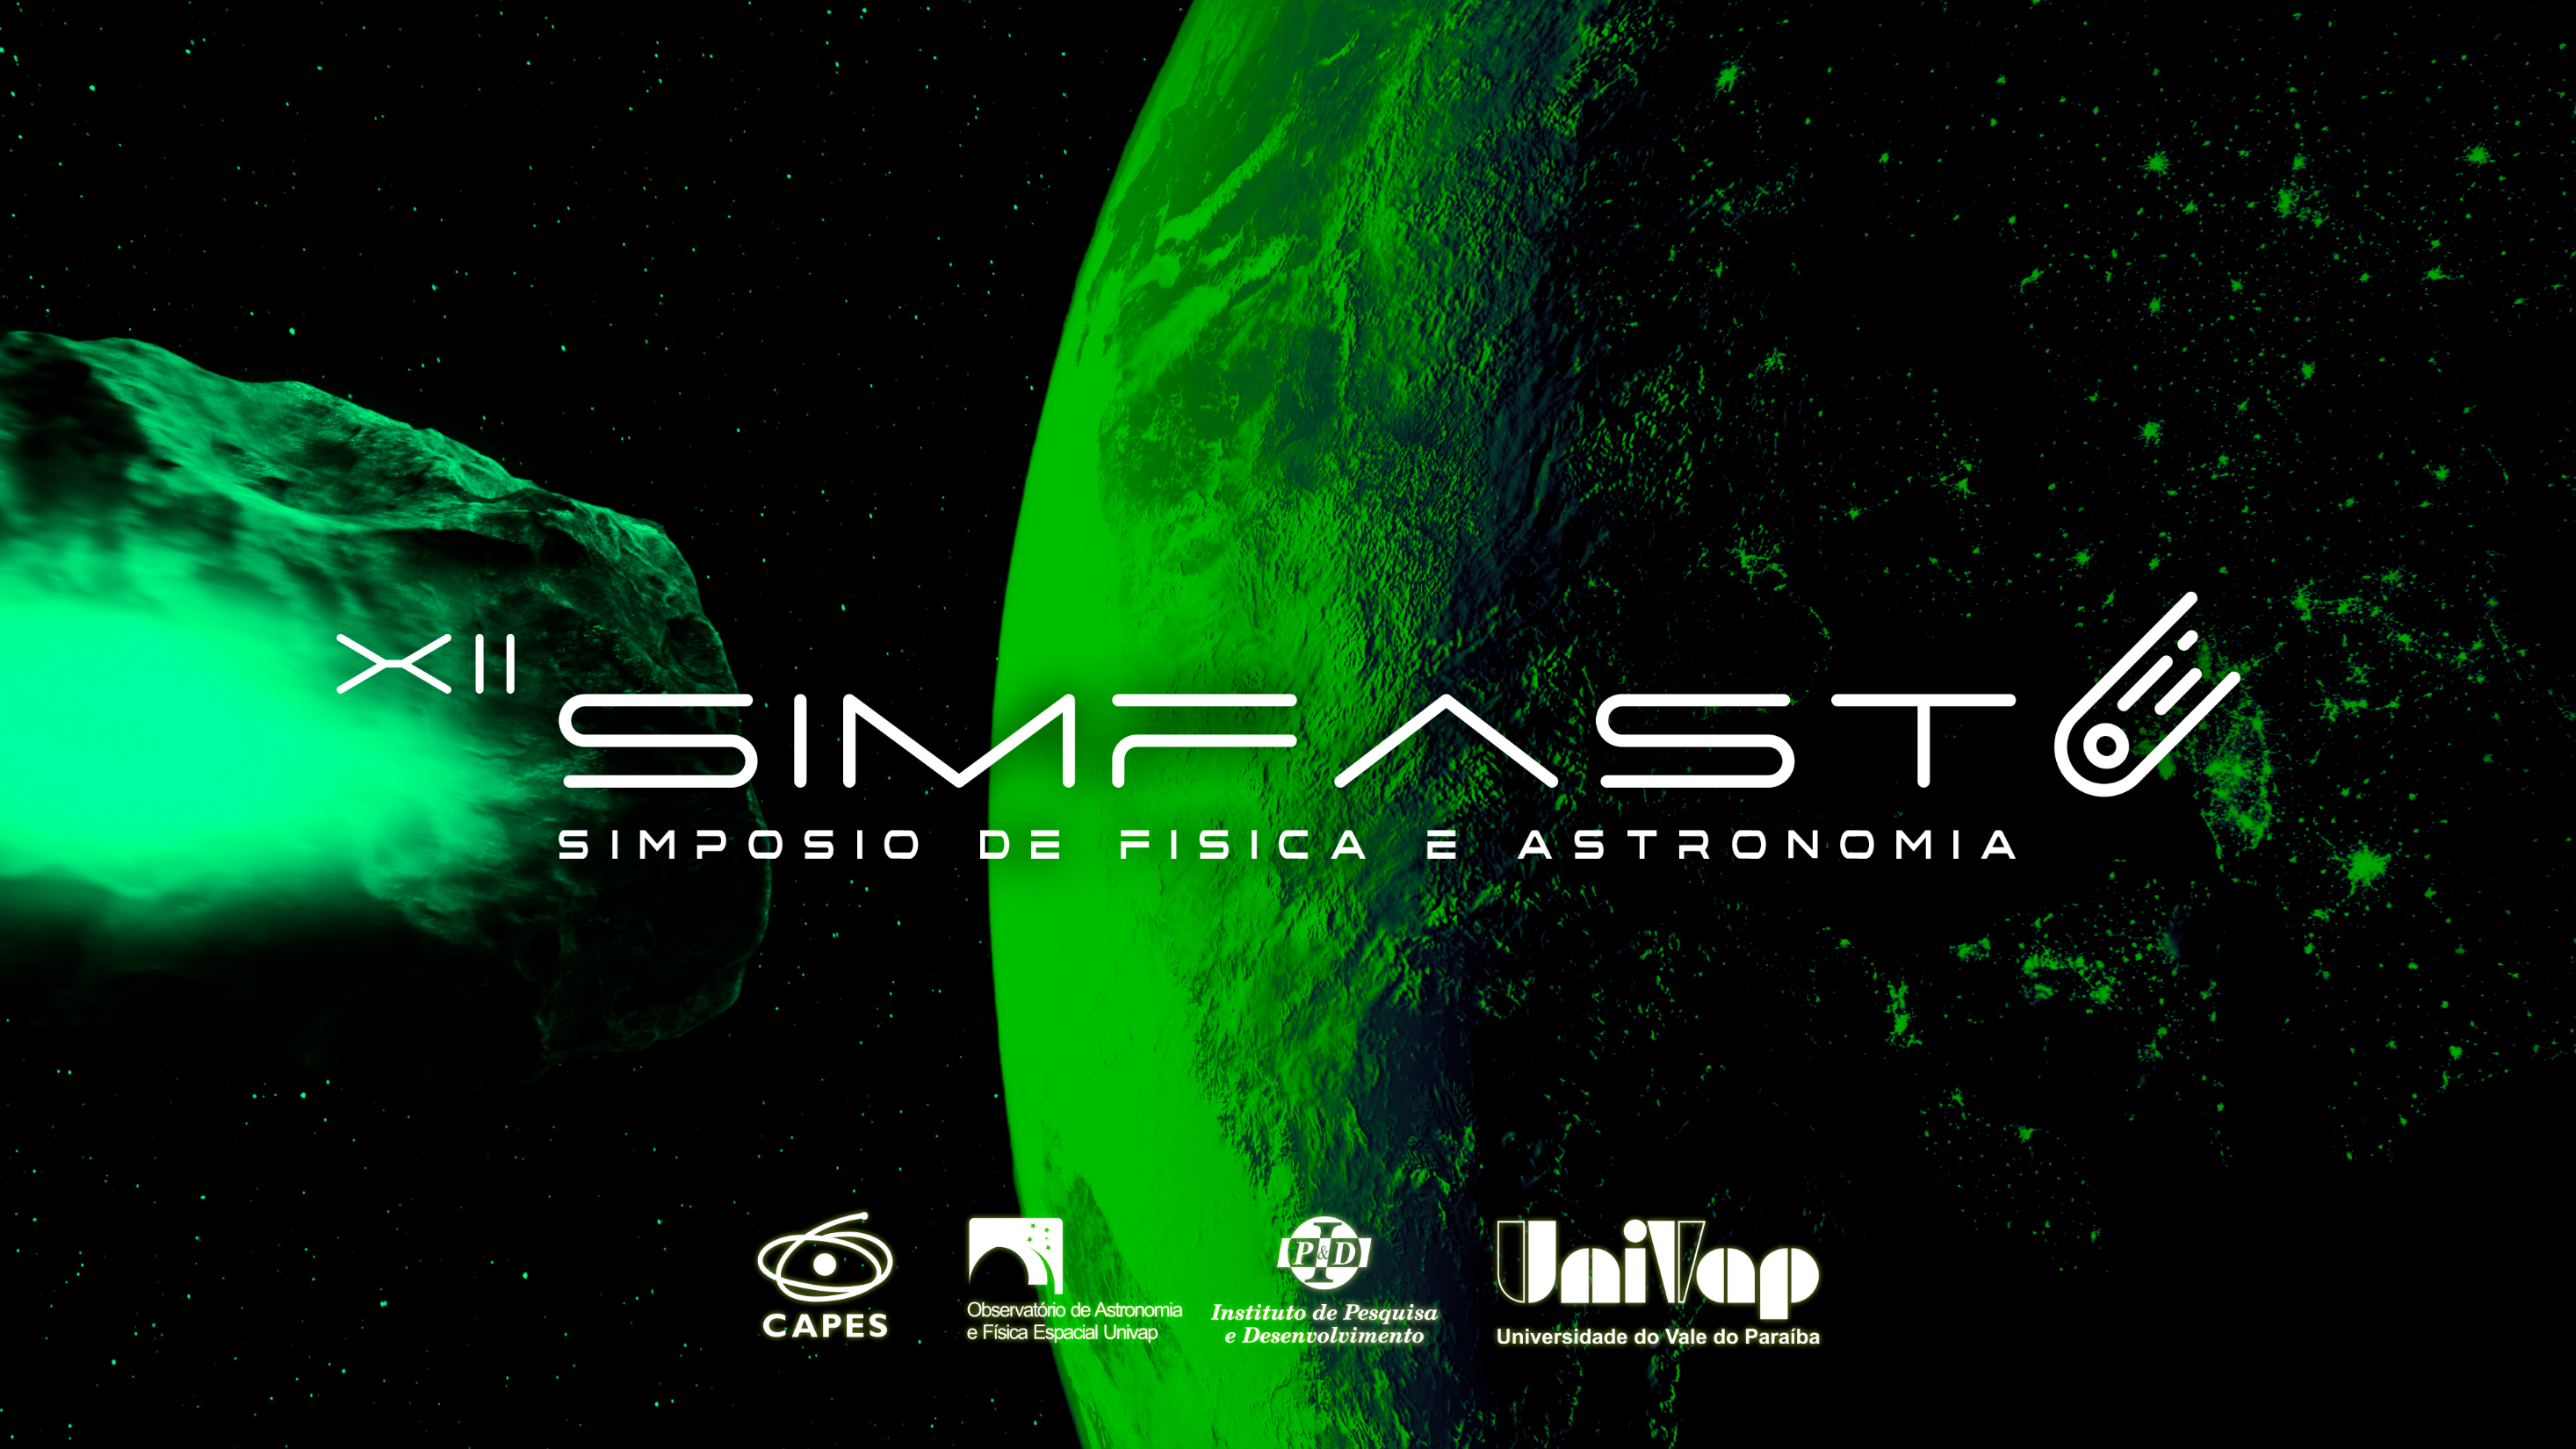 XII
SIMFAST
SIMPOSIO DE FISICA E ASTRONOMIA
CAPES
Observatório de Astronomia
e Física Espacial Univap
I
P&D
Instituto de Pesquisa
e Desenvolvimento
UniVap
Universidade do Vale do Paraíba